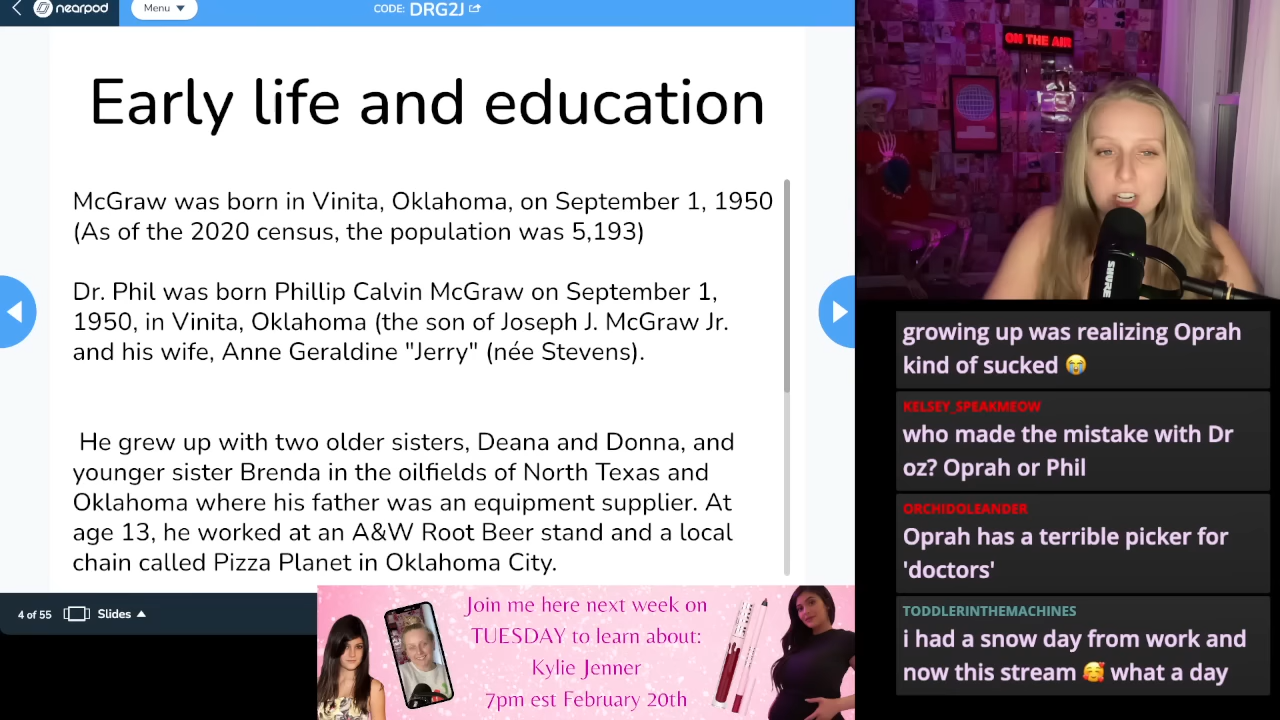 nearpod
Menu
CODE: DRG2J
Early life and education
McGraw was born in Vinita, Oklahoma, on September 1, 1950
(As of the 2020 census, the population was 5,193)
Dr. Phil was born Phillip Calvin McGraw on September 1,
1950, in Vinita, Oklahoma (the son of Joseph J. McGraw Jr.
and his wife, Anne Geraldine "Jerry" (née Stevens).
He grew up with two older sisters, Deana and Donna, and
younger sister Brenda in the oilfields of North Texas and
Oklahoma where his father was an equipment supplier. At
age 13, he worked at an A&W Root Beer stand and a local
chain called Pizza Planet in Oklahoma City.
4 of 55
Slides
Join me here next week on
TUESDAY to learn about:
Kylie Jenner
7pm est February 20th
ON THE AIR
SHURE
growing up was realizing Oprah
kind of sucked 😭
KELSEY_SPEAKMEOW
who made the mistake with Dr
oz? Oprah or Phil
ORCHIDOLEANDER
Oprah has a terrible picker for
'doctors'
TODDLERINTHEMACHINES
i had a snow day from work and
now this stream 🥰 what a day